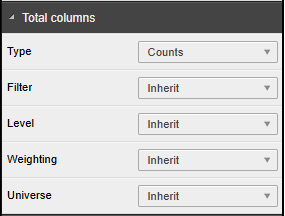 Total columns
Type Counts
Filter Inherit
Level Inherit
Weighting Inherit
Universe Inherit